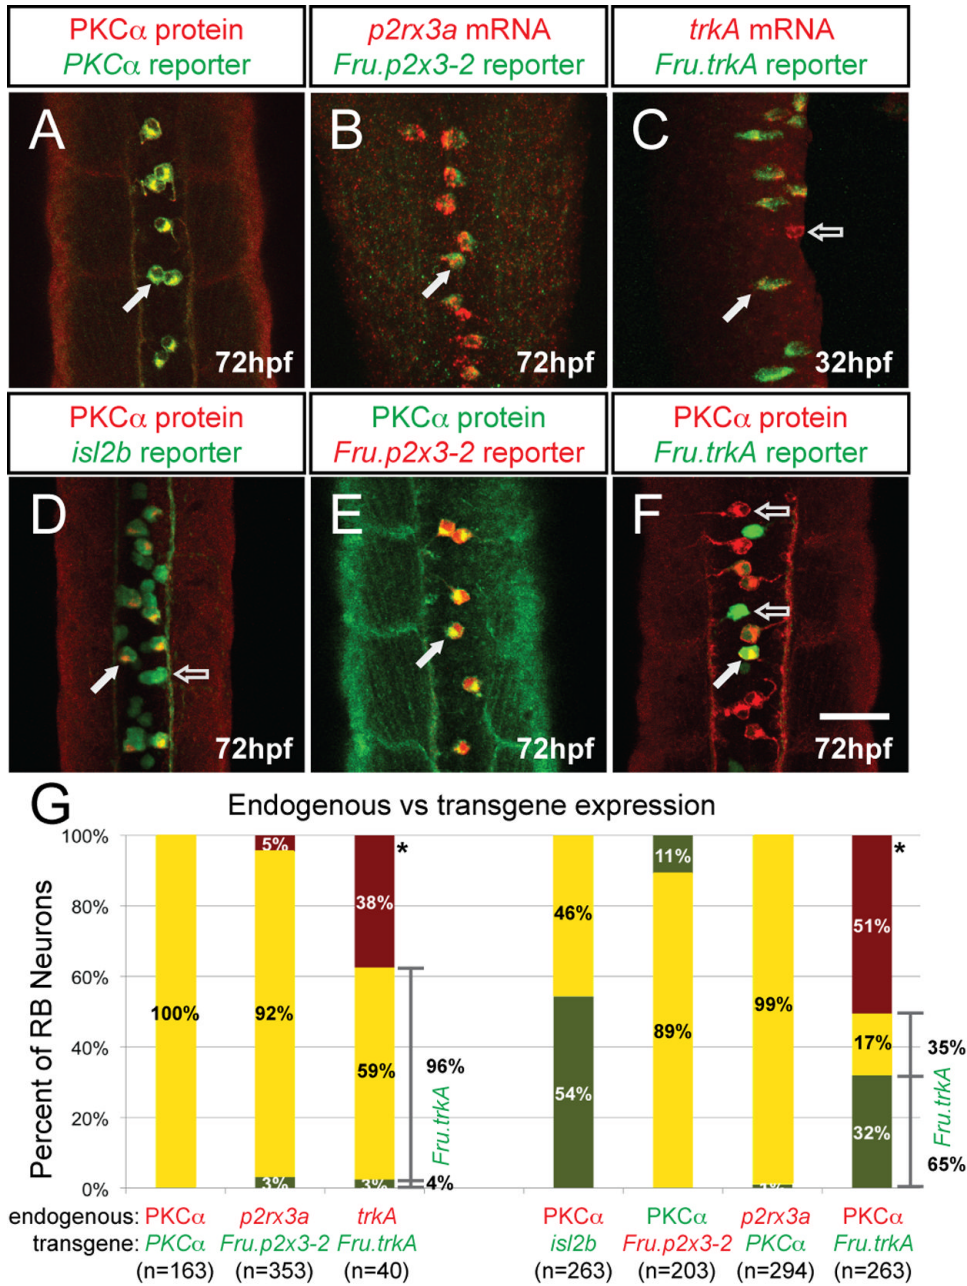 PKCα protein
PKCα reporter
p2rx3a mRNA
Fru.p2x3-2 reporter
trkA mRNA
Fru.trkA reporter
A
72hpf
B
72hpf
C
32hpf
PKCα protein
isl2b reporter
PKCα protein
Fru.p2x3-2 reporter
PKCα protein
Fru.trkA reporter
D
72hpf
E
72hpf
F
72hpf
G
Endogenous vs transgene expression
Percent of RB Neurons
100%
80%
60%
40%
20%
0%
100%
5%
92%
3%
*
38%
59%
3%
96%
Fru.trkA
4%
46%
54%
11%
89%
99%
1%
*
51%
17%
32%
35%
Fru.trkA
65%
endogenous: PKCα p2rx3a trkA PKCα PKCα p2rx3a PKCα
transgene: PKCα Fru.p2x3-2 Fru.trkA isl2b Fru.p2x3-2 PKCα Fru.trkA
(n=163) (n=353) (n=40) (n=263) (n=203) (n=294) (n=263)